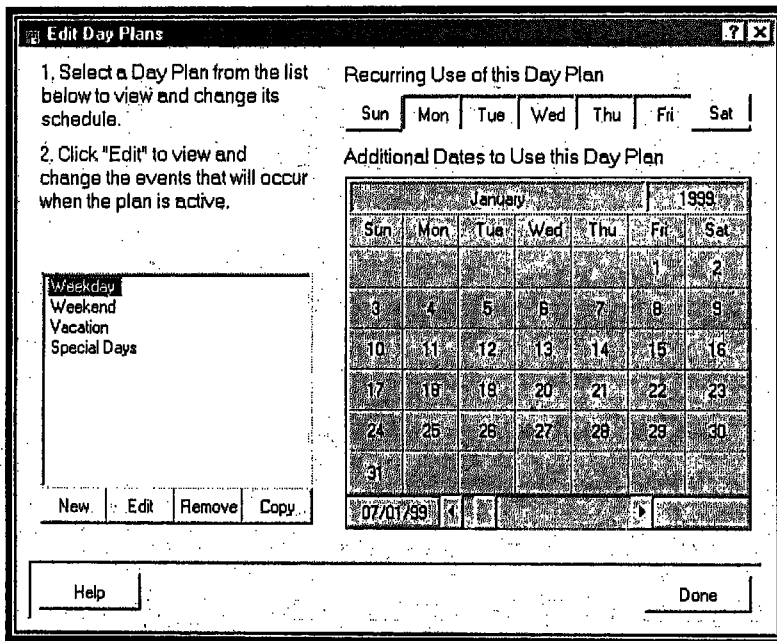 Edit Day Plans
? X
1. Select a Day Plan from the list
below to view and change its
schedule.
2. Click "Edit" to view and
change the events that will occur
when the plan is active.
Weekday
Weekend
Vacation
Special Days
New Edit Remove Copy
Recurring Use of this Day Plan
Sun Mon Tue Wed Thu Fri Sat
Additional Dates to Use this Day Plan
January 1999
Sun Mon Tue Wed Thu Fri Sat
1 2
3 4 5 6 7 8 9
10 11 12 13 14 15 16
17 18 19 20 21 22 23
24 25 26 27 28 29 30
31
07/01/99
Help Done